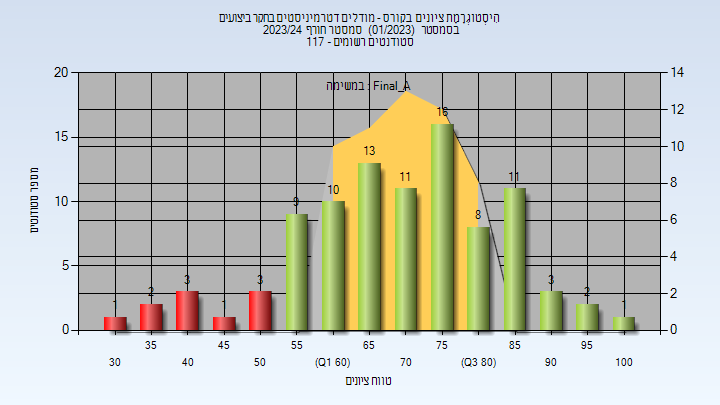 היסטוגרמת ציונים בקורס - מודלים דטרמיניסטים בחקר ביצועים
בסמסטר (01/2023) סמסטר חורף 2023/24
סטודנטים רשומים - 117
במשימה : Final_A
20 15 10 5 0
מספר סטודנטים
14 12 10 8 6 4 2 0
1 2 3 1 3 9 10 13 11 16 8 11 3 2 1
35 45 55 65 75 85 95
30 40 50 (Q1 60) 70 (Q3 80) 90 100
טווח ציונים